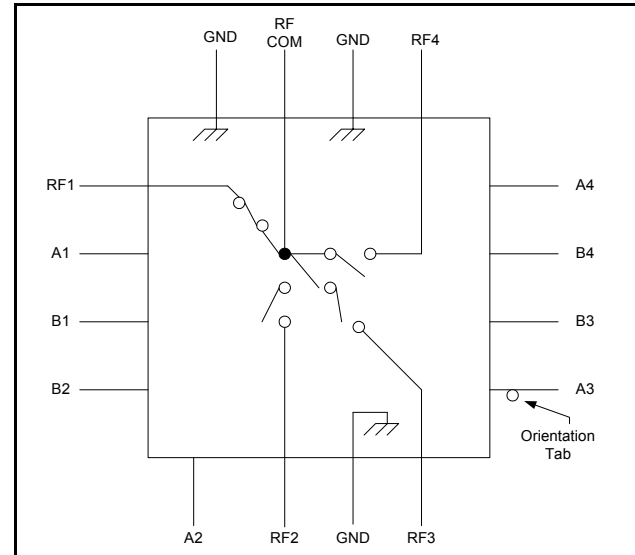 GND
RF
COM
GND
RF4
RF1
A4
A1
B4
B1
B3
B2
A3
Orientation
Tab
A2
RF2
GND
RF3